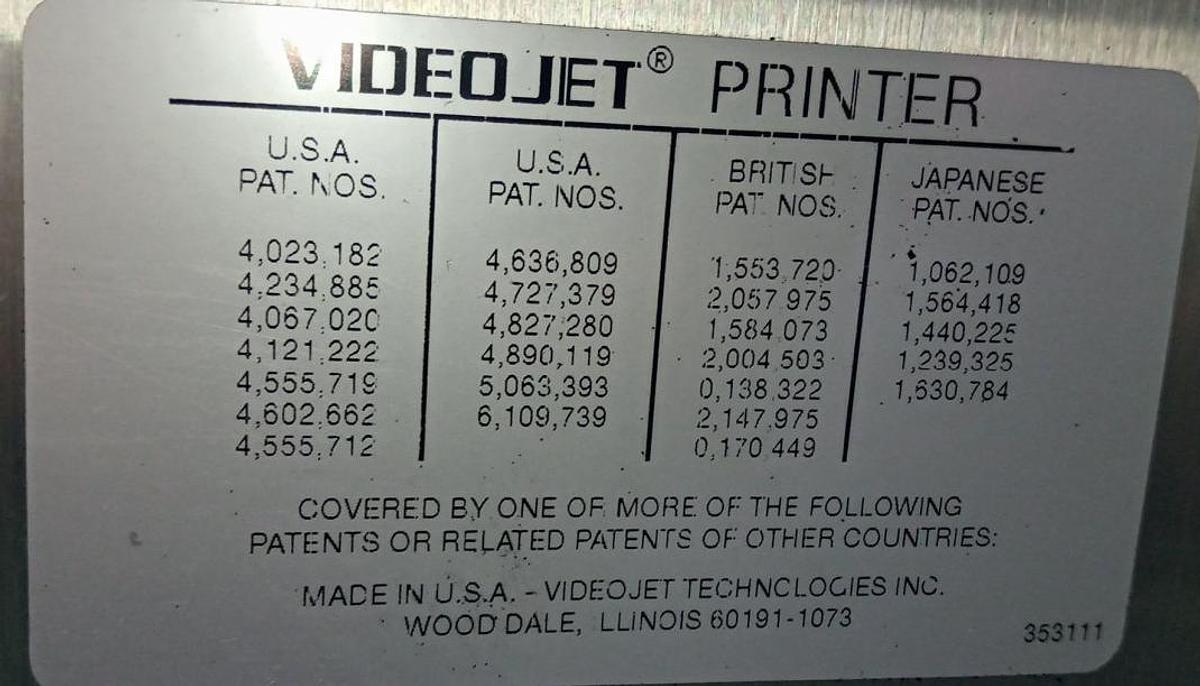 VIDEOJET® PRINTER
U.S.A.
PAT. NOS.
4,023,182
4,234,885
4,067,020
4,121,222
4,555,719
4,602,662
4,555,712
U.S.A.
PAT. NOS.
4,636,809
4,727,379
4,827,280
4,890,119
5,063,393
6,109,739
BRITISH
PAT. NOS.
1,553,720
2,057,975
1,584,073
2,004,503
0,138,322
2,147,975
0,170,449
JAPANESE
PAT. NOS.
1,062,109
1,564,418
1,440,225
1,239,325
1,630,784
COVERED BY ONE OF MORE OF THE FOLLOWING
PATENTS OR RELATED PATENTS OF OTHER COUNTRIES:
MADE IN U.S.A. - VIDEOJET TECHNOLOGIES INC.
WOOD DALE, ILLINOIS 60191-1073
353111